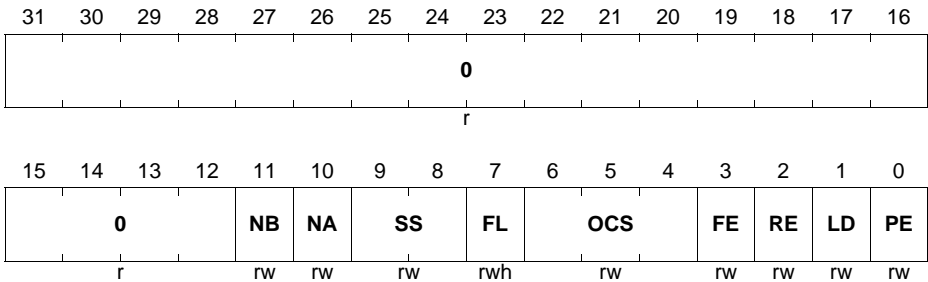 31 30 29 28 27 26 25 24 23 22 21 20 19 18 17 16
0
r
15 14 13 12 11 10 9 8 7 6 5 4 3 2 1 0
0 NB NA SS FL OCS FE RE LD PE
r rw rw rw rwh rw rw rw rw rw